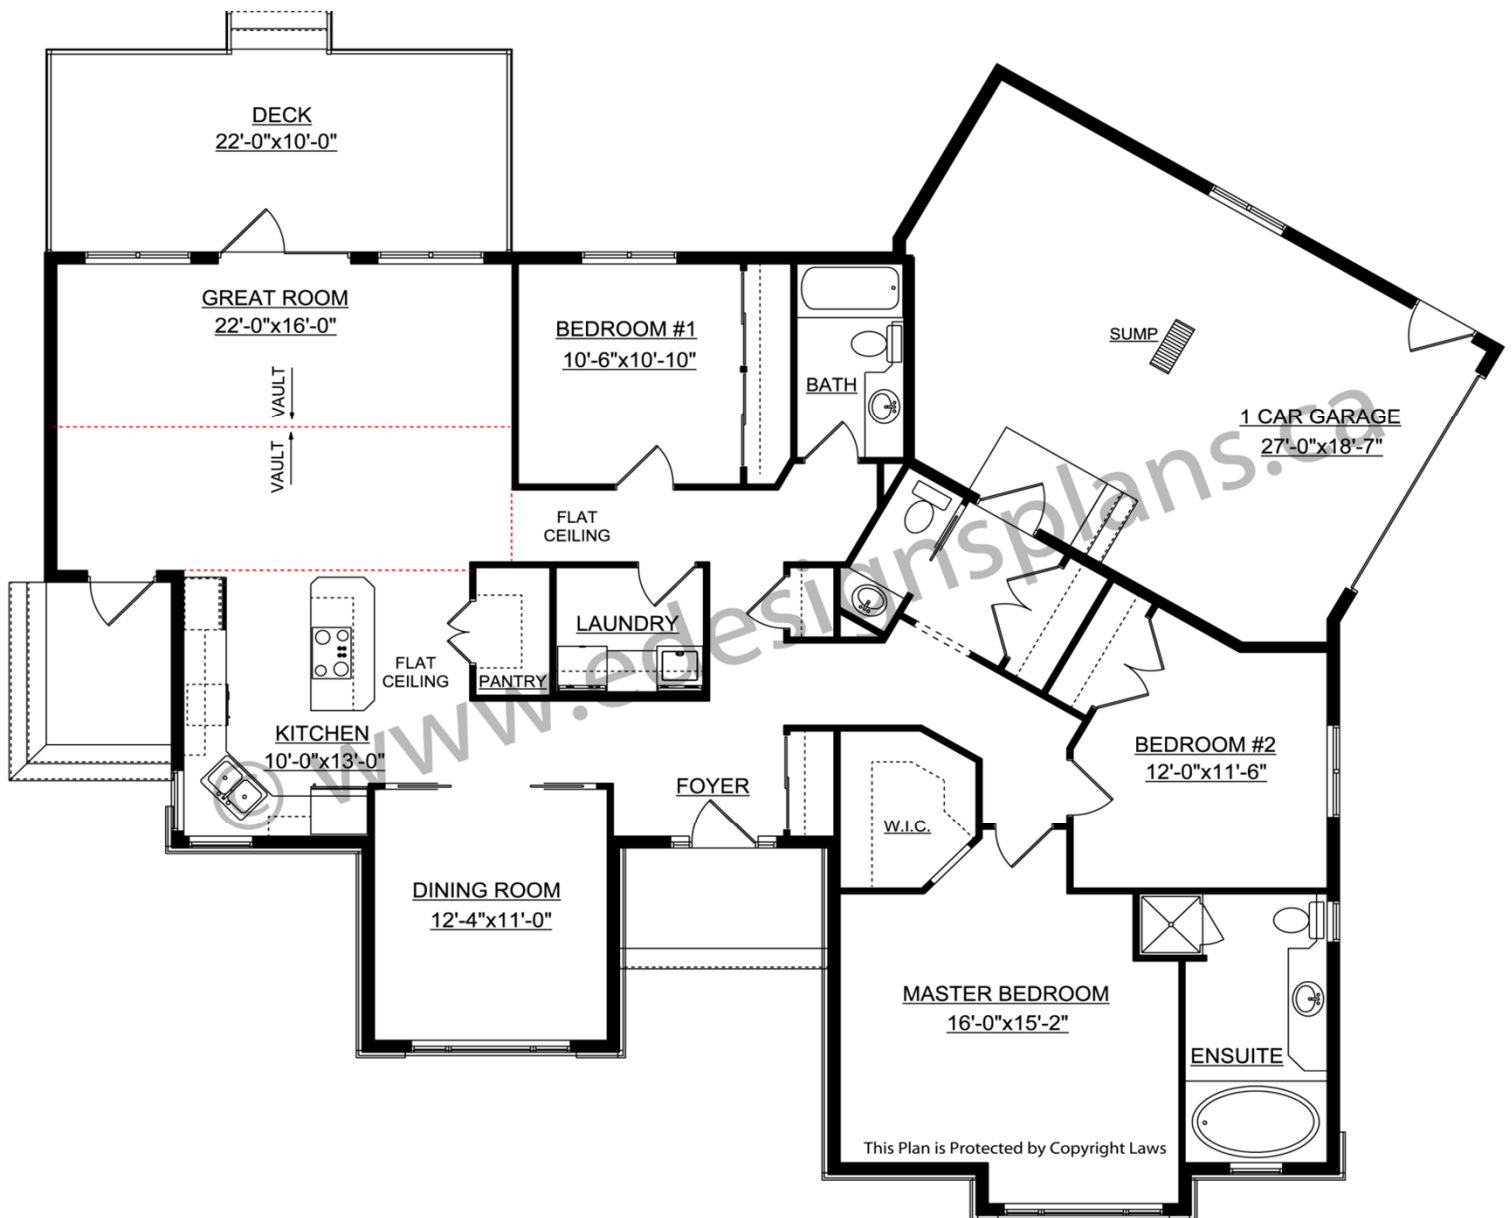 DECK
22'-0"x10'-0"
GREAT ROOM
22'-0"x16'-0"
VAULT
VAULT
BEDROOM #1
10'-6"x10'-10"
BATH
SUMP
1 CAR GARAGE
27'-0"x18'-7"
FLAT
CEILING
LAUNDRY
PANTRY
FLAT
CEILING
KITCHEN
10'-0"x13'-0"
FOYER
BEDROOM #2
12'-0"x11'-6"
W.I.C.
DINING ROOM
12'-4"x11'-0"
MASTER BEDROOM
16'-0"x15'-2"
ENSUITE
This Plan is Protected by Copyright Laws
© www.edesignsplans.ca